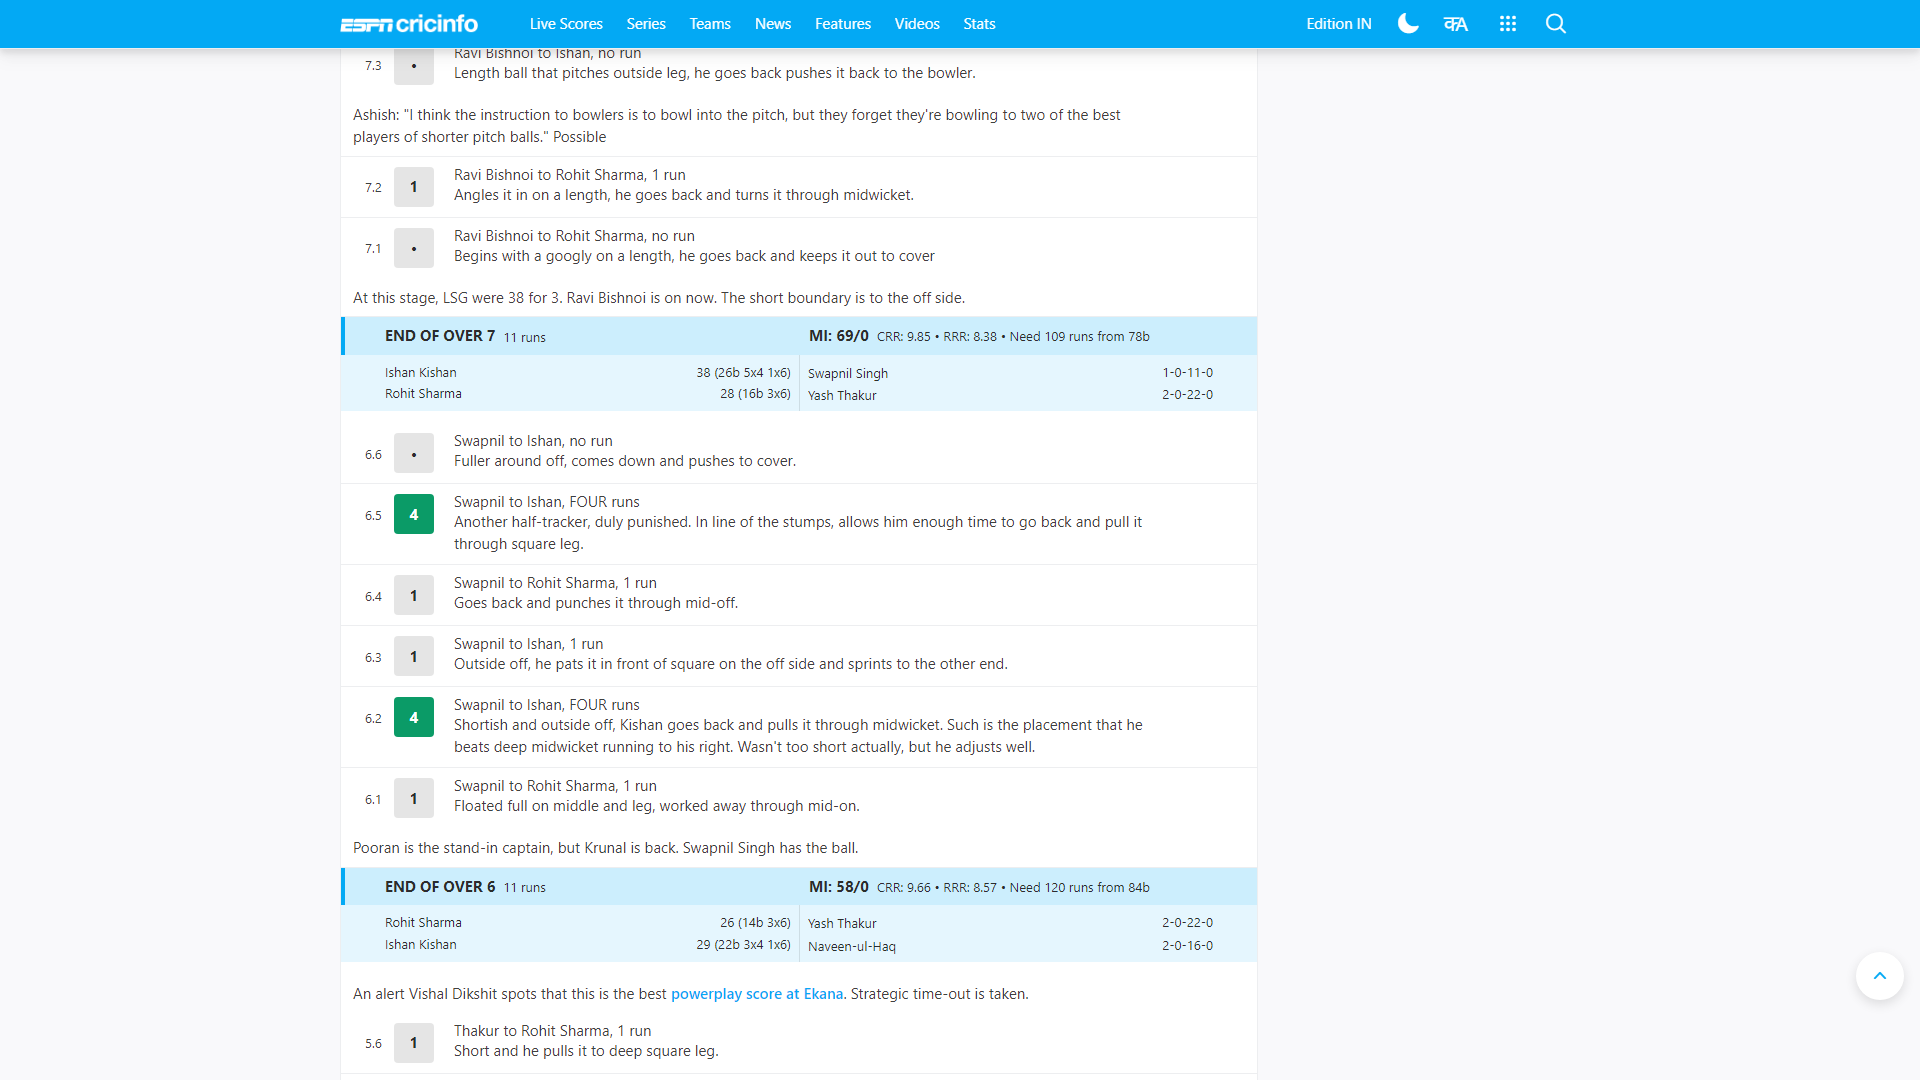 ESPN cricinfo Live Scores Series Teams News Features Videos Stats Edition IN क A
Ravi Bishnoi to Ishan, no run
7.3 •
Length ball that pitches outside leg, he goes back pushes it back to the bowler.
Ashish: "I think the instruction to bowlers is to bowl into the pitch, but they forget they're bowling to two of the best
players of shorter pitch balls." Possible
Ravi Bishnoi to Rohit Sharma, 1 run
7.2 1
Angles it in on a length, he goes back and turns it through midwicket.
Ravi Bishnoi to Rohit Sharma, no run
7.1 •
Begins with a googly on a length, he goes back and keeps it out to cover
At this stage, LSG were 38 for 3. Ravi Bishnoi is on now. The short boundary is to the off side.
END OF OVER 7 11 runs MI: 69/0 CRR: 9.85 • RRR: 8.38 • Need 109 runs from 78b
Ishan Kishan 38 (26b 5x4 1x6) Swapnil Singh 1-0-11-0
Rohit Sharma 28 (16b 3x6) Yash Thakur 2-0-22-0
Swapnil to Ishan, no run
6.6 •
Fuller around off, comes down and pushes to cover.
Swapnil to Ishan, FOUR runs
6.5 4
Another half-tracker, duly punished. In line of the stumps, allows him enough time to go back and pull it
through square leg.
Swapnil to Rohit Sharma, 1 run
6.4 1
Goes back and punches it through mid-off.
Swapnil to Ishan, 1 run
6.3 1
Outside off, he pats it in front of square on the off side and sprints to the other end.
Swapnil to Ishan, FOUR runs
6.2 4
Shortish and outside off, Kishan goes back and pulls it through midwicket. Such is the placement that he
beats deep midwicket running to his right. Wasn't too short actually, but he adjusts well.
Swapnil to Rohit Sharma, 1 run
6.1 1
Floated full on middle and leg, worked away through mid-on.
Pooran is the stand-in captain, but Krunal is back. Swapnil Singh has the ball.
END OF OVER 6 11 runs MI: 58/0 CRR: 9.66 • RRR: 8.57 • Need 120 runs from 84b
Rohit Sharma 26 (14b 3x6) Yash Thakur 2-0-22-0
Ishan Kishan 29 (22b 3x4 1x6) Naveen-ul-Haq 2-0-16-0
An alert Vishal Dikshit spots that this is the best powerplay score at Ekana. Strategic time-out is taken.
Thakur to Rohit Sharma, 1 run
5.6 1
Short and he pulls it to deep square leg.